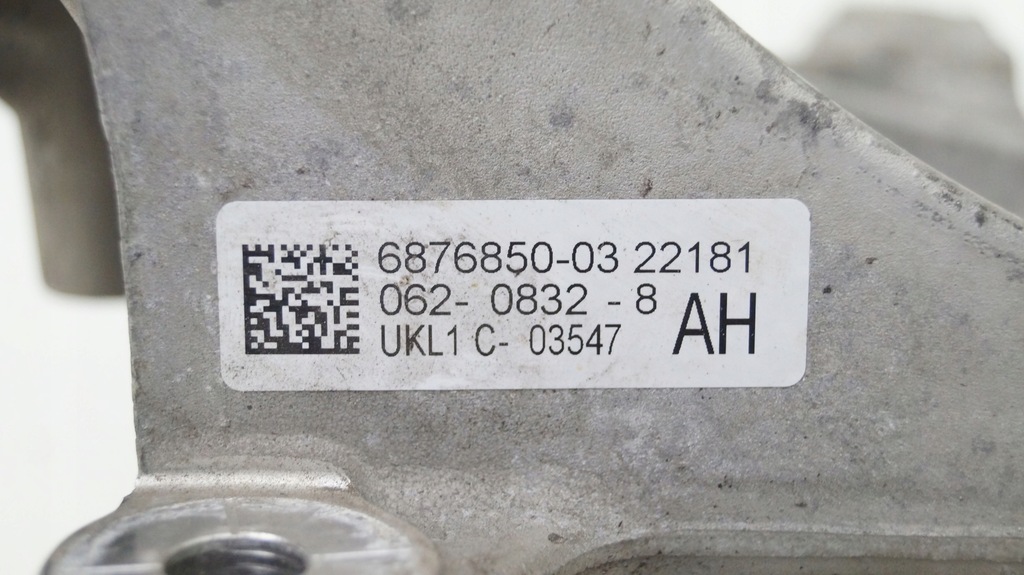 6876850-03 22181
062- 0832 - 8 AH
UKL1 C- 03547